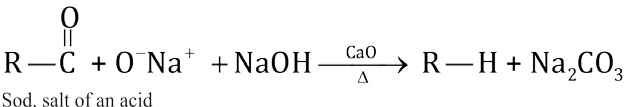 O
||
R — C + O⁻Na⁺ + NaOH —CaO/Δ→ R — H + Na₂CO₃
Sod. salt of an acid